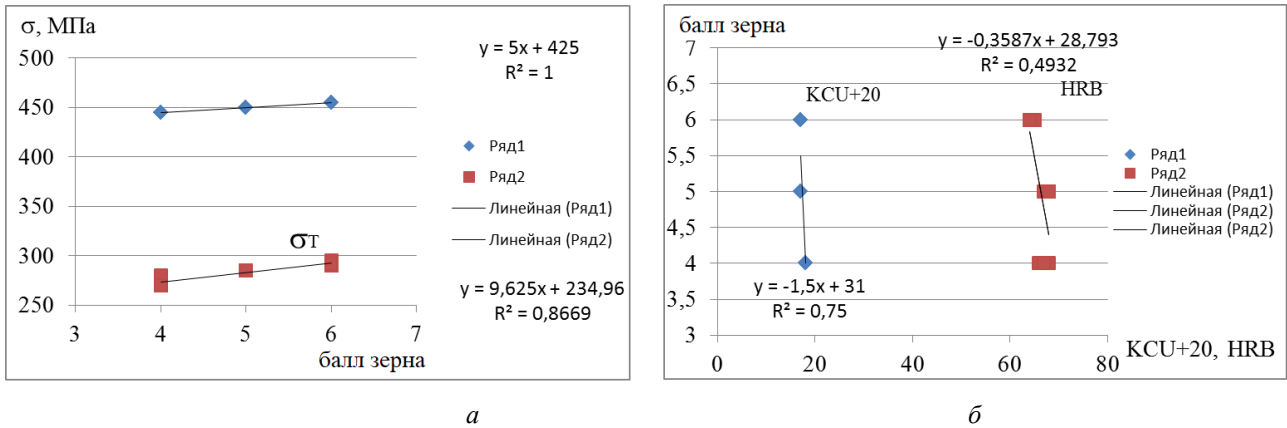 σ, МПа
500
450
400
350
300
250
3
4
5
6
7
балл зерна
σТ
y = 5x + 425
R² = 1
Ряд1
Ряд2
Линейная (Ряд1)
Линейная (Ряд2)
y = 9,625x + 234,96
R² = 0,8669
а
балл зерна
7
6,5
6
5,5
5
4,5
4
3,5
3
0
20
40
60
80
KCU+20, HRB
y = -0,3587x + 28,793
R² = 0,4932
KCU+20
HRB
y = -1,5x + 31
R² = 0,75
Ряд1
Ряд2
Линейная (Ряд1)
Линейная (Ряд2)
Линейная (Ряд2)
б